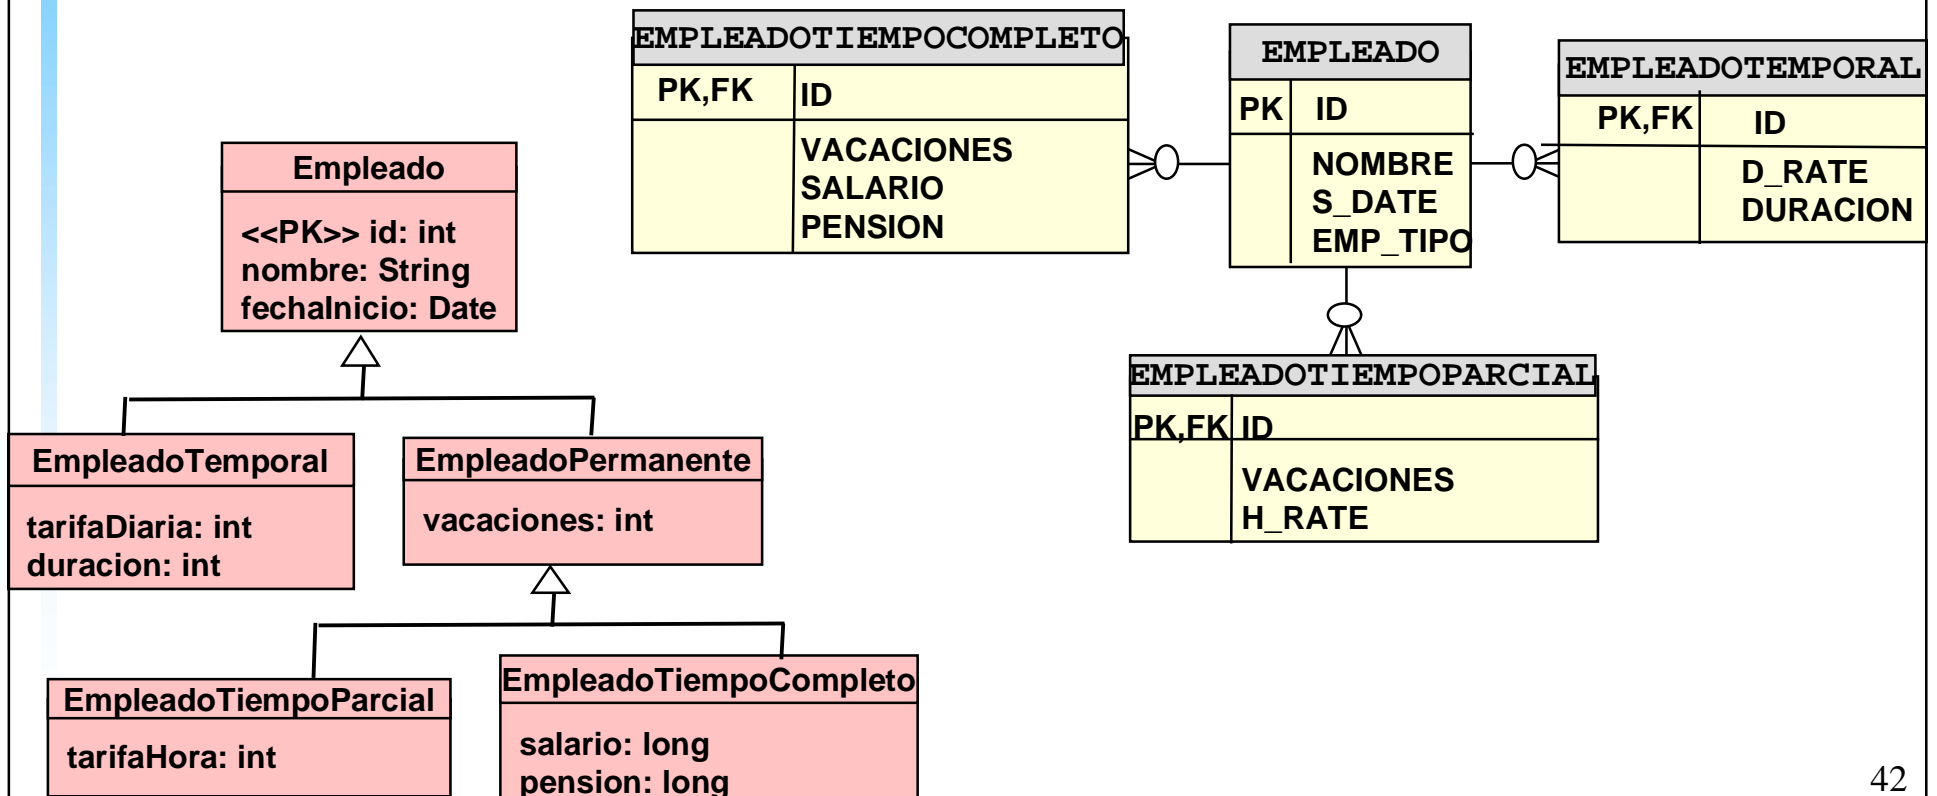 Empleado
<<PK>> id: int
nombre: String
fechaInicio: Date
EmpleadoTemporal
tarifaDiaria: int
duracion: int
EmpleadoPermanente
vacaciones: int
EmpleadoTiempoParcial
tarifaHora: int
EmpleadoTiempoCompleto
salario: long
pension: long
EMPLEADOTIEMPOCOMPLETO
PK,FK ID
VACACIONES
SALARIO
PENSION
EMPLEADO
PK ID
NOMBRE
S_DATE
EMP_TIPO
EMPLEADOTEMPORAL
PK,FK ID
D_RATE
DURACION
EMPLEADOTIEMPOPARCIAL
PK,FK ID
VACACIONES
H_RATE
42